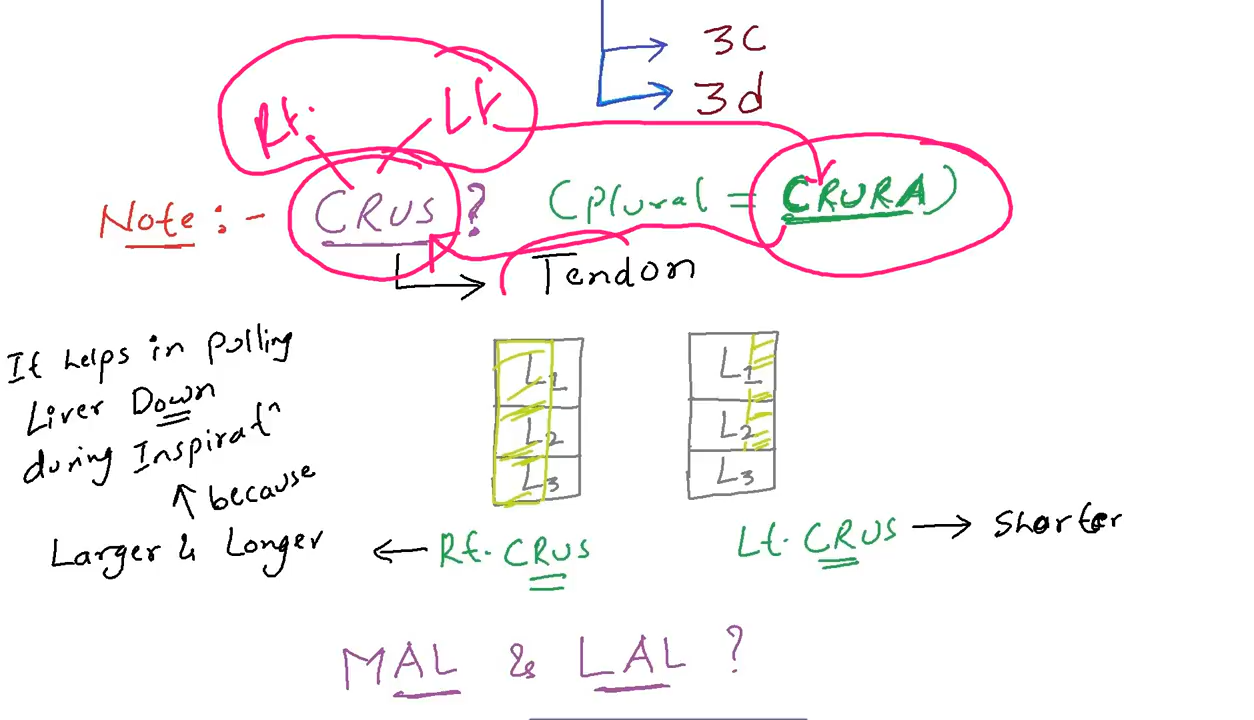 3c
3d
Rt. Lt
Note :- CRUS ? (Plural = CRURA)
Tendon
It helps in pulling
Liver Down
during Inspiratⁿ
because
Larger & Longer
L1
L2
L3
L1
L2
L3
Rt. CRUS
Lt. CRUS
Shorter
MAL & LAL ?